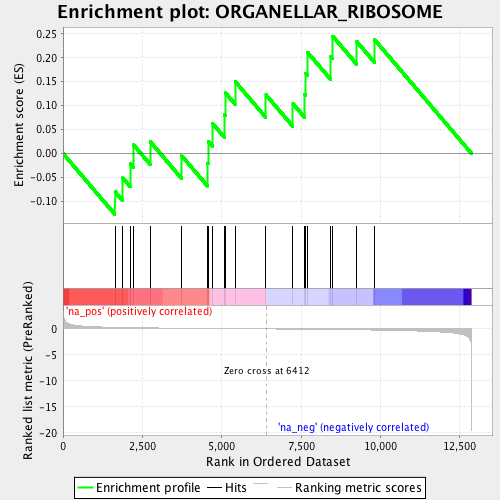 Enrichment plot: ORGANELLAR_RIBOSOME
Enrichment score (ES)
0.25
0.20
0.15
0.10
0.05
0.00
-0.05
-0.10
'na_pos' (positively correlated)
Ranked list metric (PreRanked)
0
-5
-10
-15
-20
Zero cross at 6412
'na_neg' (negatively correlated)
0
2,500
5,000
7,500
10,000
12,500
Rank in Ordered Dataset
Enrichment profile
Hits
Ranking metric scores